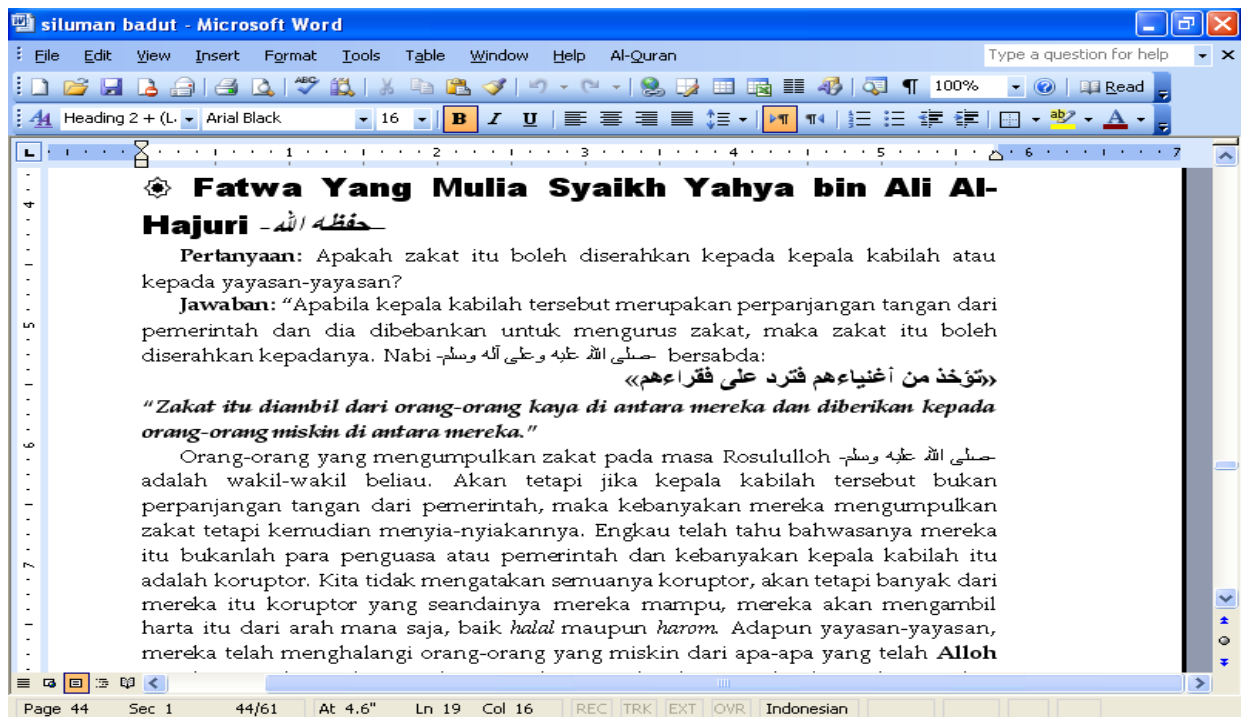 siluman badut - Microsoft Word
File Edit View Insert Format Tools Table Window Help Al-Quran Type a question for help
100% Read
Heading 2 + (L Arial Black 16 B I U
1 2 3 4 5 6 7
Fatwa Yang Mulia Syaikh Yahya bin Ali Al-
Hajuri -حفظه الله-
Pertanyaan: Apakah zakat itu boleh diserahkan kepada kepala kabilah atau
kepada yayasan-yayasan?
Jawaban: “Apabila kepala kabilah tersebut merupakan perpanjangan tangan dari
pemerintah dan dia dibebankan untuk mengurus zakat, maka zakat itu boleh
diserahkan kepadanya. Nabi -صلى الله عليه وعلى آله وسلم- bersabda:
«تؤخذ من أغنياءهم فترد على فقراءهم»
“Zakat itu diambil dari orang-orang kaya di antara mereka dan diberikan kepada
orang-orang miskin di antara mereka.”
Orang-orang yang mengumpulkan zakat pada masa Rosululloh -صلى الله عليه وسلم-
adalah wakil-wakil beliau. Akan tetapi jika kepala kabilah tersebut bukan
perpanjangan tangan dari pemerintah, maka kebanyakan mereka mengumpulkan
zakat tetapi kemudian menyia-nyiakannya. Engkau telah tahu bahwasanya mereka
itu bukanlah para penguasa atau pemerintah dan kebanyakan kepala kabilah itu
adalah koruptor. Kita tidak mengatakan semuanya koruptor, akan tetapi banyak dari
mereka itu koruptor yang seandainya mereka mampu, mereka akan mengambil
harta itu dari arah mana saja, baik halal maupun harom. Adapun yayasan-yayasan,
mereka telah menghalangi orang-orang yang miskin dari apa-apa yang telah Alloh
Page 44 Sec 1 44/61 At 4.6" Ln 19 Col 16 REC TRK EXT OVR Indonesian